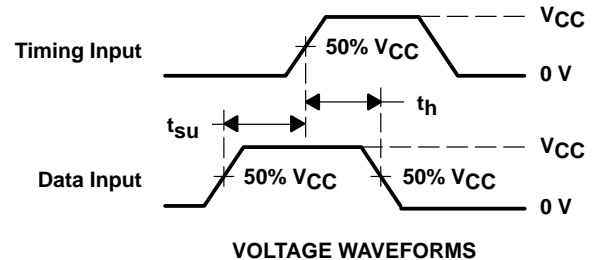 VCC
Timing Input
50% VCC
0 V
th
tsu
VCC
Data Input
50% VCC
50% VCC
0 V
VOLTAGE WAVEFORMS